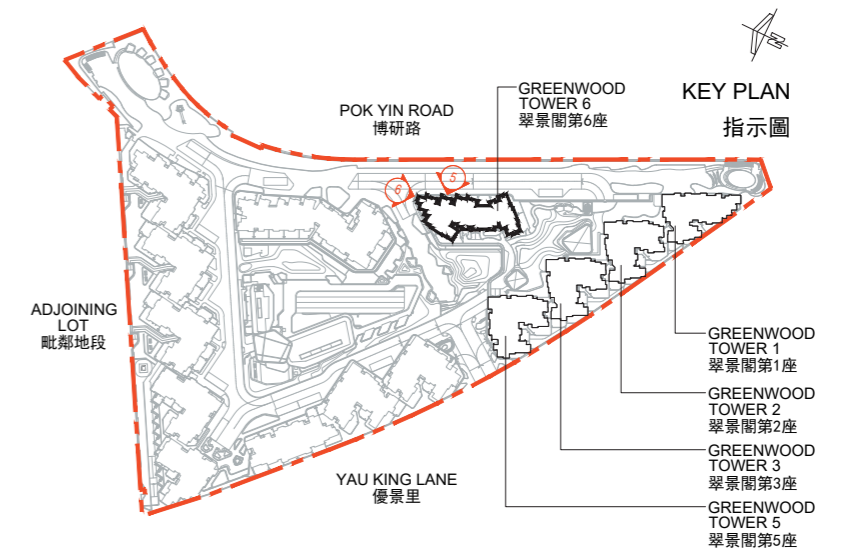 N
KEY PLAN
指示圖
GREENWOOD
TOWER 6
翠景閣第6座
POK YIN ROAD
博研路
5
6
ADJOINING
LOT
毗鄰地段
GREENWOOD
TOWER 1
翠景閣第1座
GREENWOOD
TOWER 2
翠景閣第2座
GREENWOOD
TOWER 3
翠景閣第3座
GREENWOOD
TOWER 5
翠景閣第5座
YAU KING LANE
優景里